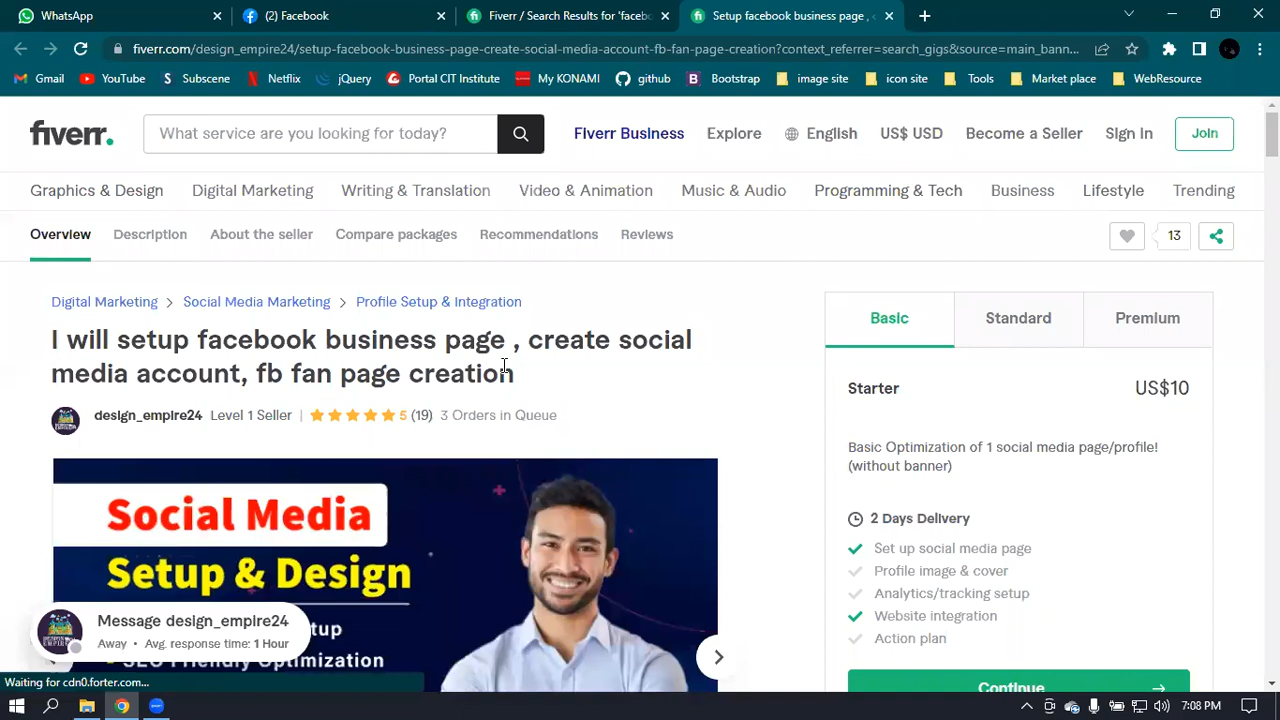 WhatsApp
(2) Facebook
Fiverr / Search Results for 'faceb
Setup facebook business page , c
fiverr.com/design_empire24/setup-facebook-business-page-create-social-media-account-fb-fan-page-creation?context_referrer=search_gigs&source=main_bann...
Gmail YouTube Subscene Netflix jQuery Portal CIT Institute My KONAMI github Bootstrap image site icon site Tools Market place WebResource
fiverr.
What service are you looking for today?
Fiverr Business Explore English US$ USD Become a Seller Sign In Join
Graphics & Design Digital Marketing Writing & Translation Video & Animation Music & Audio Programming & Tech Business Lifestyle Trending
Overview Description About the seller Compare packages Recommendations Reviews
13
Digital Marketing > Social Media Marketing > Profile Setup & Integration
I will setup facebook business page , create social
media account, fb fan page creation
design_empire24 Level 1 Seller | 5 (19) 3 Orders in Queue
Social Media
Setup & Design
Message design_empire24
Away • Avg. response time: 1 Hour
Waiting for cdn0.forter.com...
Basic Standard Premium
Starter US$10
Basic Optimization of 1 social media page/profile!
(without banner)
2 Days Delivery
Set up social media page
Profile image & cover
Analytics/tracking setup
Website integration
Action plan
Continue
7:08 PM